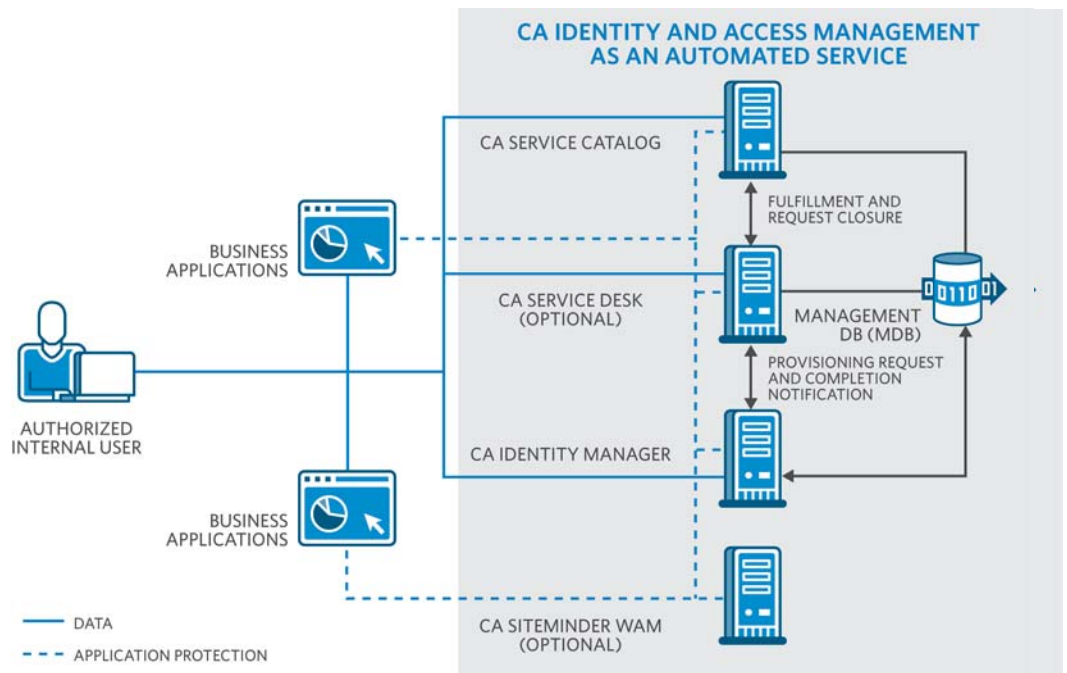 CA IDENTITY AND ACCESS MANAGEMENT
AS AN AUTOMATED SERVICE
CA SERVICE CATALOG
FULFILLMENT AND
REQUEST CLOSURE
BUSINESS
APPLICATIONS
CA SERVICE DESK
(OPTIONAL)
0 0110 01
MANAGEMENT
DB (MDB)
PROVISIONING REQUEST
AND COMPLETION
NOTIFICATION
AUTHORIZED
INTERNAL USER
CA IDENTITY MANAGER
BUSINESS
APPLICATIONS
CA SITEMINDER WAM
(OPTIONAL)
DATA
APPLICATION PROTECTION